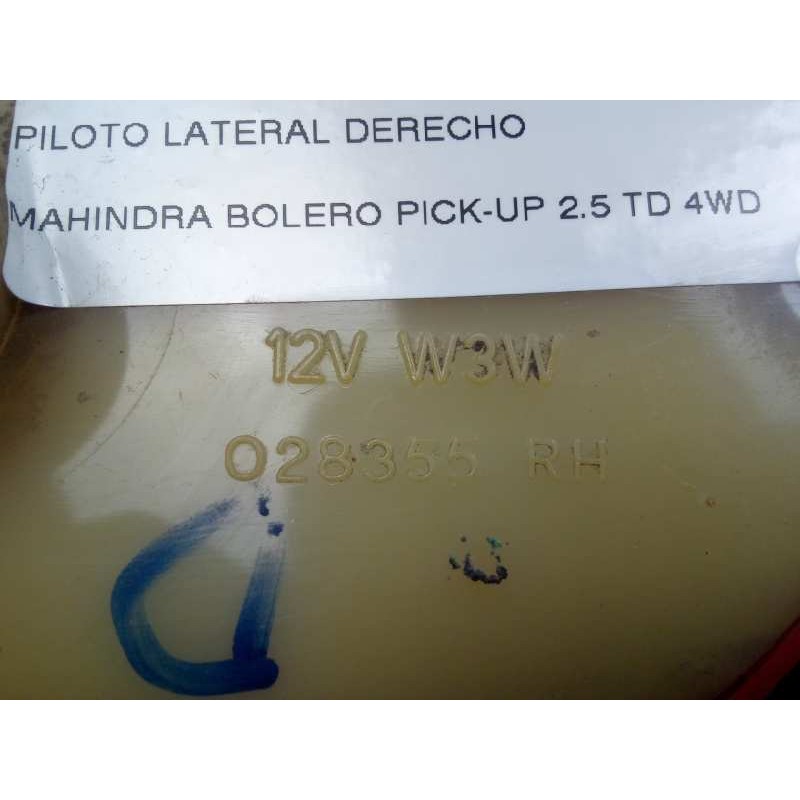 PILOTO LATERAL DERECHO
MAHINDRA BOLERO PICK-UP 2.5 TD 4WD
12V W3W
028355 RH
D